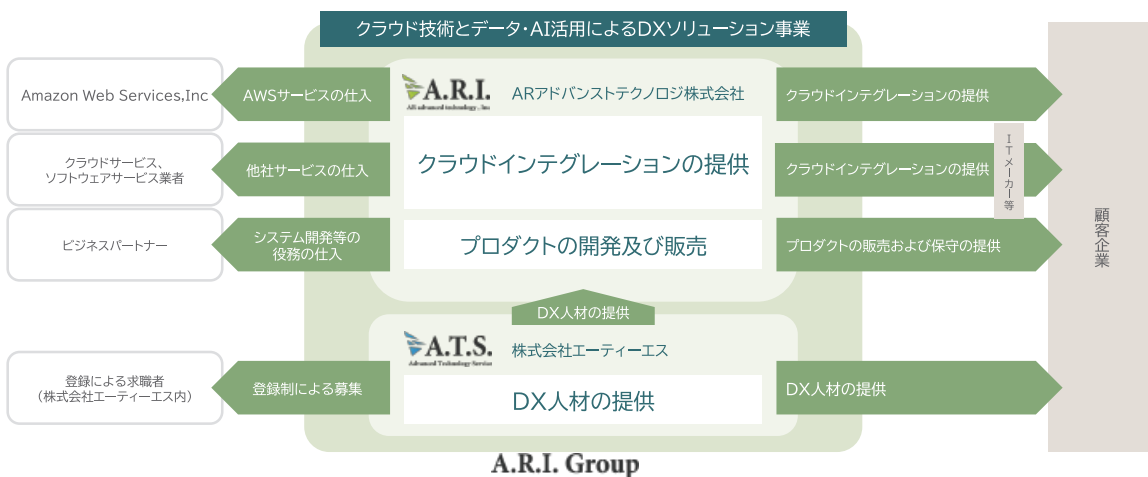 クラウド技術とデータ・AI活用によるDXソリューション事業
Amazon Web Services,Inc
AWSサービスの仕入
A.R.I.
AR advanced technology , Inc
ARアドバンストテクノロジ株式会社
クラウドインテグレーションの提供
クラウドサービス、
ソフトウェアサービス業者
他社サービスの仕入
クラウドインテグレーションの提供
クラウドインテグレーションの提供
ITメーカー等
ビジネスパートナー
システム開発等の
役務の仕入
プロダクトの開発及び販売
プロダクトの販売および保守の提供
顧客企業
DX人材の提供
A.T.S.
Advanced Technology Service
株式会社エーティーエス
登録による求職者
（株式会社エーティーエス内）
登録制による募集
DX人材の提供
DX人材の提供
A.R.I. Group